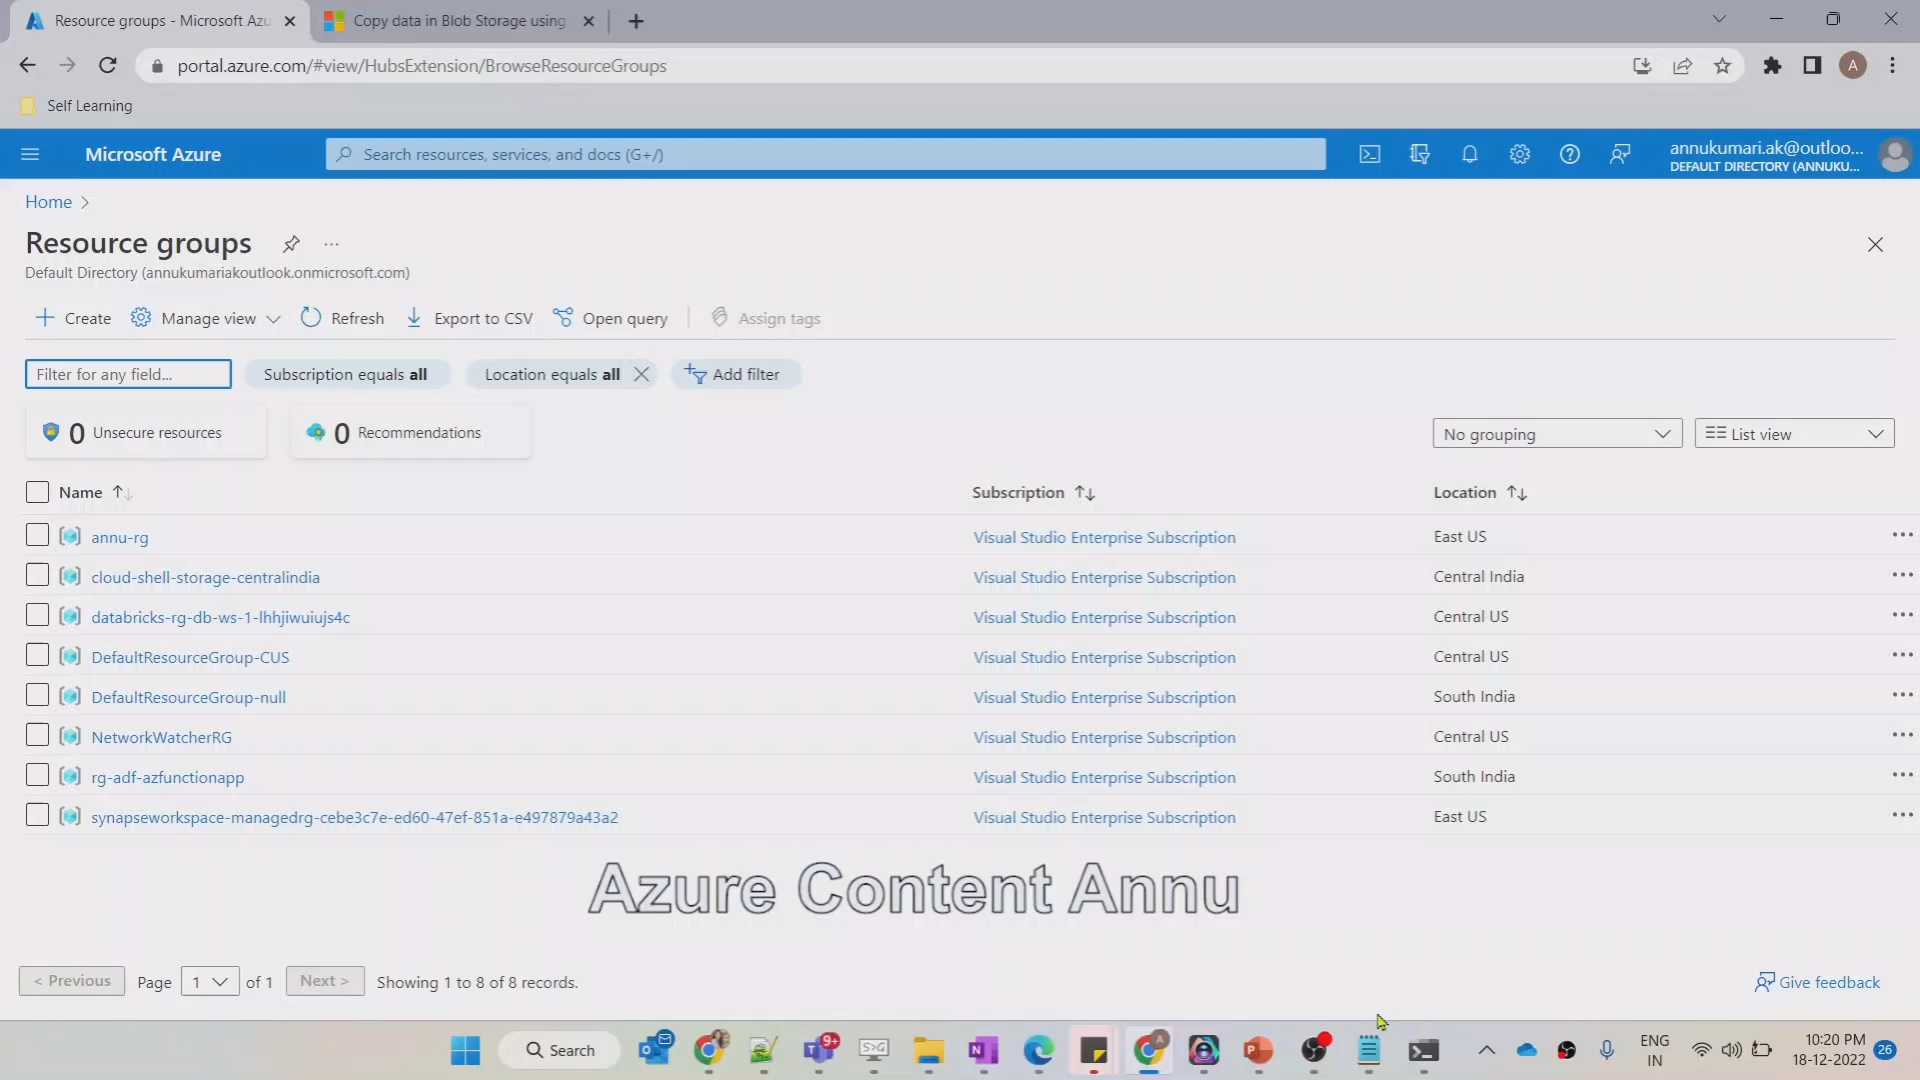 Resource groups - Microsoft Azu
Copy data in Blob Storage using
portal.azure.com/#view/HubsExtension/BrowseResourceGroups
A
Self Learning
Microsoft Azure
Search resources, services, and docs (G+/)
annukumari.ak@outloo...
DEFAULT DIRECTORY (ANNUKU...
Home
Resource groups
Default Directory (annukumariakoutlook.onmicrosoft.com)
Create
Manage view
Refresh
Export to CSV
Open query
Assign tags
Filter for any field...
Subscription equals all
Location equals all
Add filter
0 Unsecure resources
0 Recommendations
No grouping
List view
Name
Subscription
Location
annu-rg
Visual Studio Enterprise Subscription
East US
cloud-shell-storage-centralindia
Visual Studio Enterprise Subscription
Central India
databricks-rg-db-ws-1-lhhjiwuiujs4c
Visual Studio Enterprise Subscription
Central US
DefaultResourceGroup-CUS
Visual Studio Enterprise Subscription
Central US
DefaultResourceGroup-null
Visual Studio Enterprise Subscription
South India
NetworkWatcherRG
Visual Studio Enterprise Subscription
Central US
rg-adf-azfunctionapp
Visual Studio Enterprise Subscription
South India
synapseworkspace-managedrg-cebe3c7e-ed60-47ef-851a-e497879a43a2
Visual Studio Enterprise Subscription
East US
Azure Content Annu
< Previous
Page
1
of 1
Next >
Showing 1 to 8 of 8 records.
Give feedback
Search
9+
ENG
IN
10:20 PM
18-12-2022
26